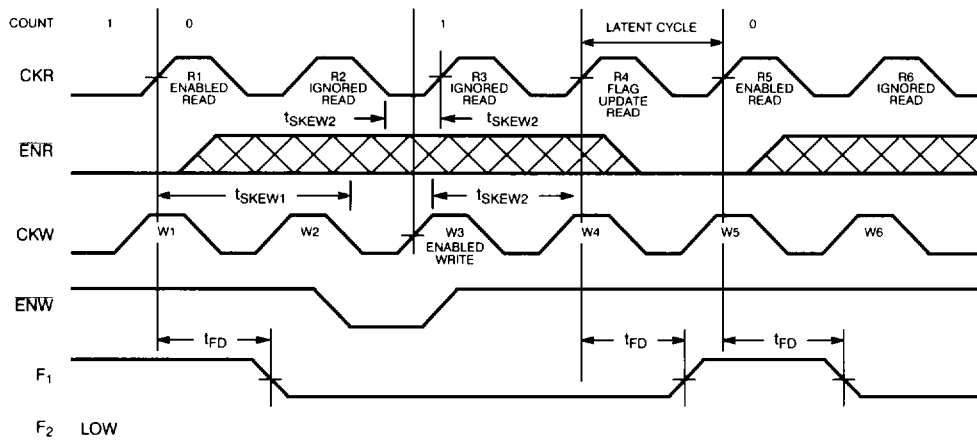 COUNT 1 0 1 LATENT CYCLE 0
CKR
R1 ENABLED READ
R2 IGNORED READ
R3 IGNORED READ
R4 FLAG UPDATE READ
R5 ENABLED READ
R6 IGNORED READ
tSKEW2 tSKEW2
ENR
tSKEW1 tSKEW2
CKW
W1
W2
W3 ENABLED WRITE
W4
W5
W6
ENW
tFD tFD tFD
F1
F2 LOW